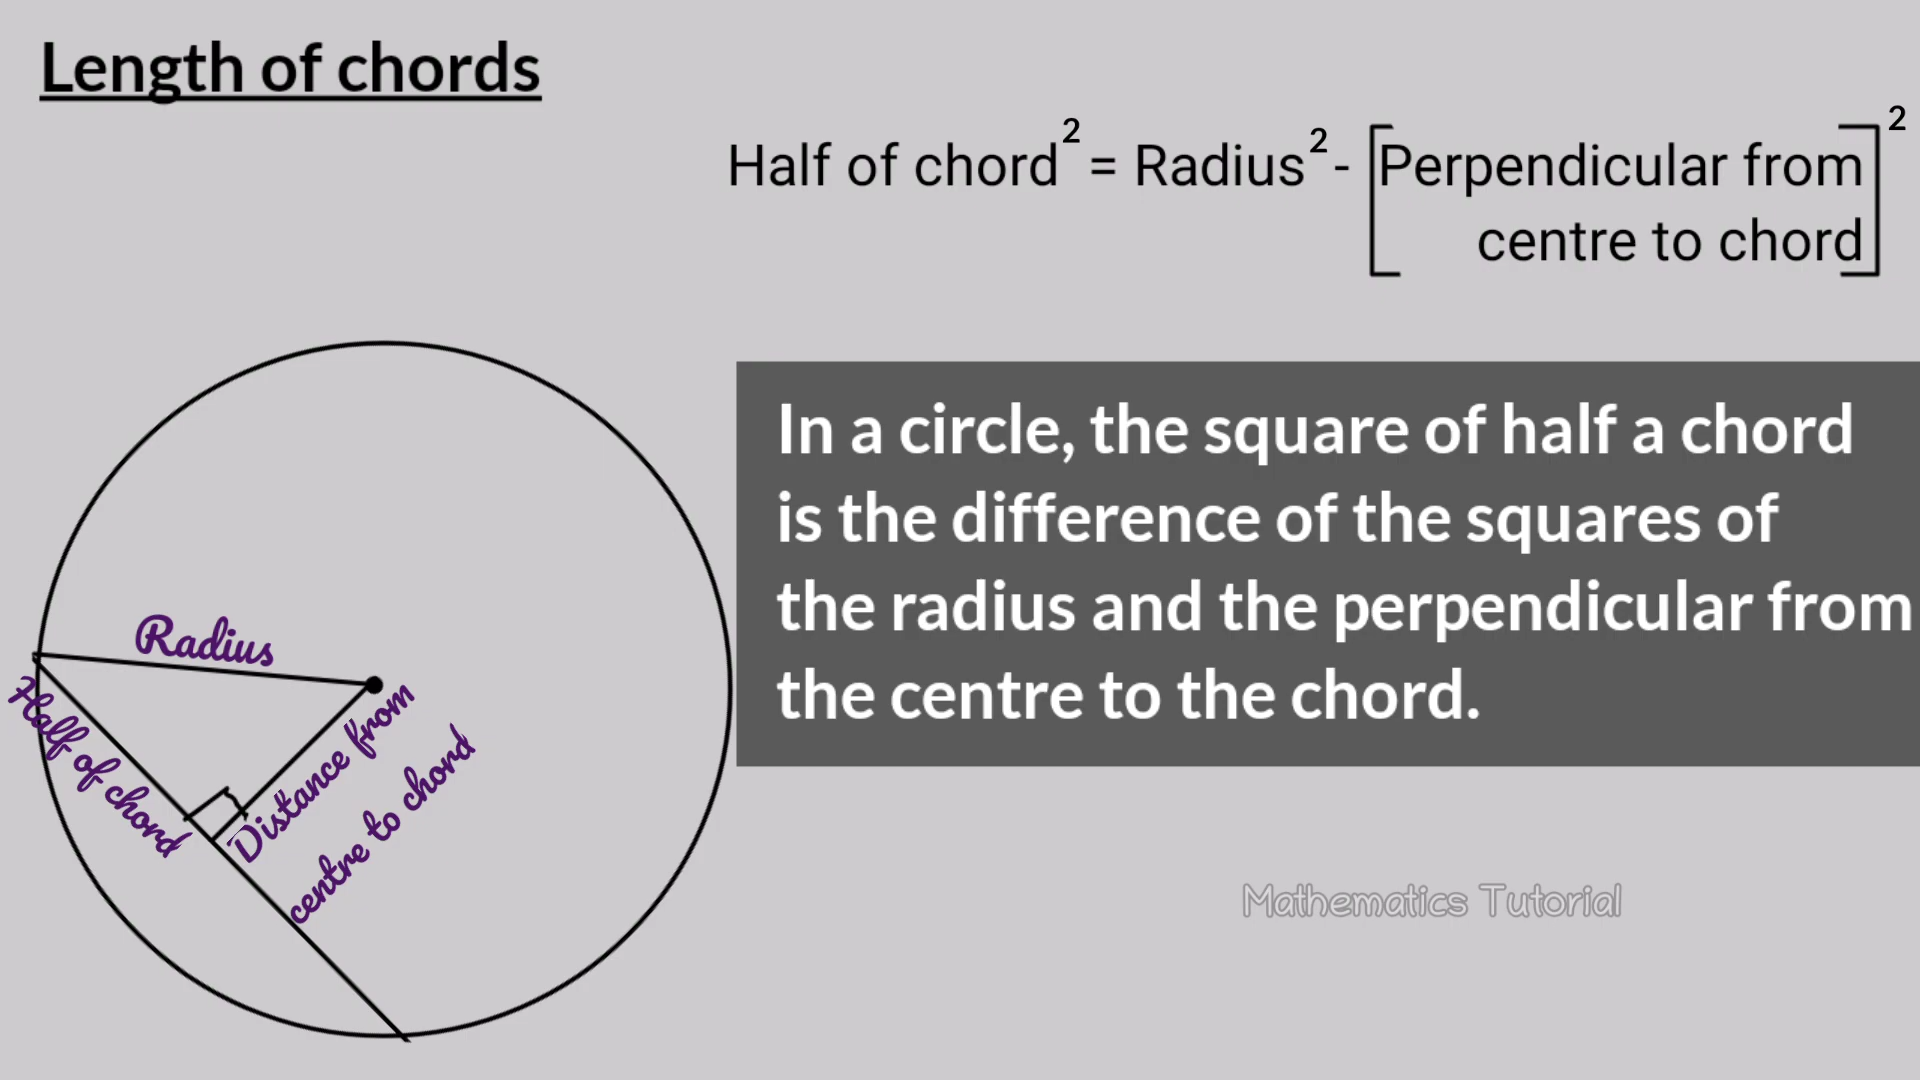 Length of chords
Half of chord² = Radius² - [Perpendicular from
centre to chord]²
In a circle, the square of half a chord
is the difference of the squares of
the radius and the perpendicular from
the centre to the chord.
Radius
Half of chord
Distance from
centre to chord
Mathematics Tutorial